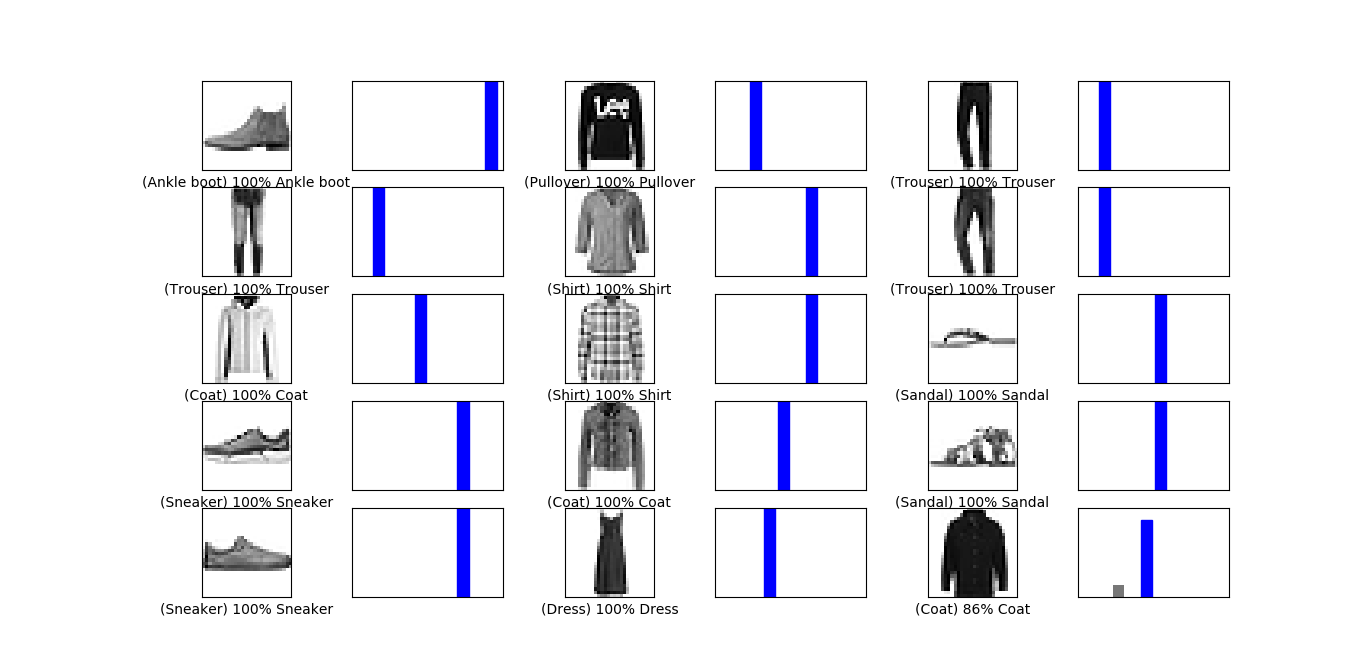 Lee
(Ankle boot) 100% Ankle boot
(Pullover) 100% Pullover
(Trouser) 100% Trouser
(Trouser) 100% Trouser
(Shirt) 100% Shirt
(Trouser) 100% Trouser
(Coat) 100% Coat
(Shirt) 100% Shirt
(Sandal) 100% Sandal
(Sneaker) 100% Sneaker
(Coat) 100% Coat
(Sandal) 100% Sandal
(Sneaker) 100% Sneaker
(Dress) 100% Dress
(Coat) 86% Coat